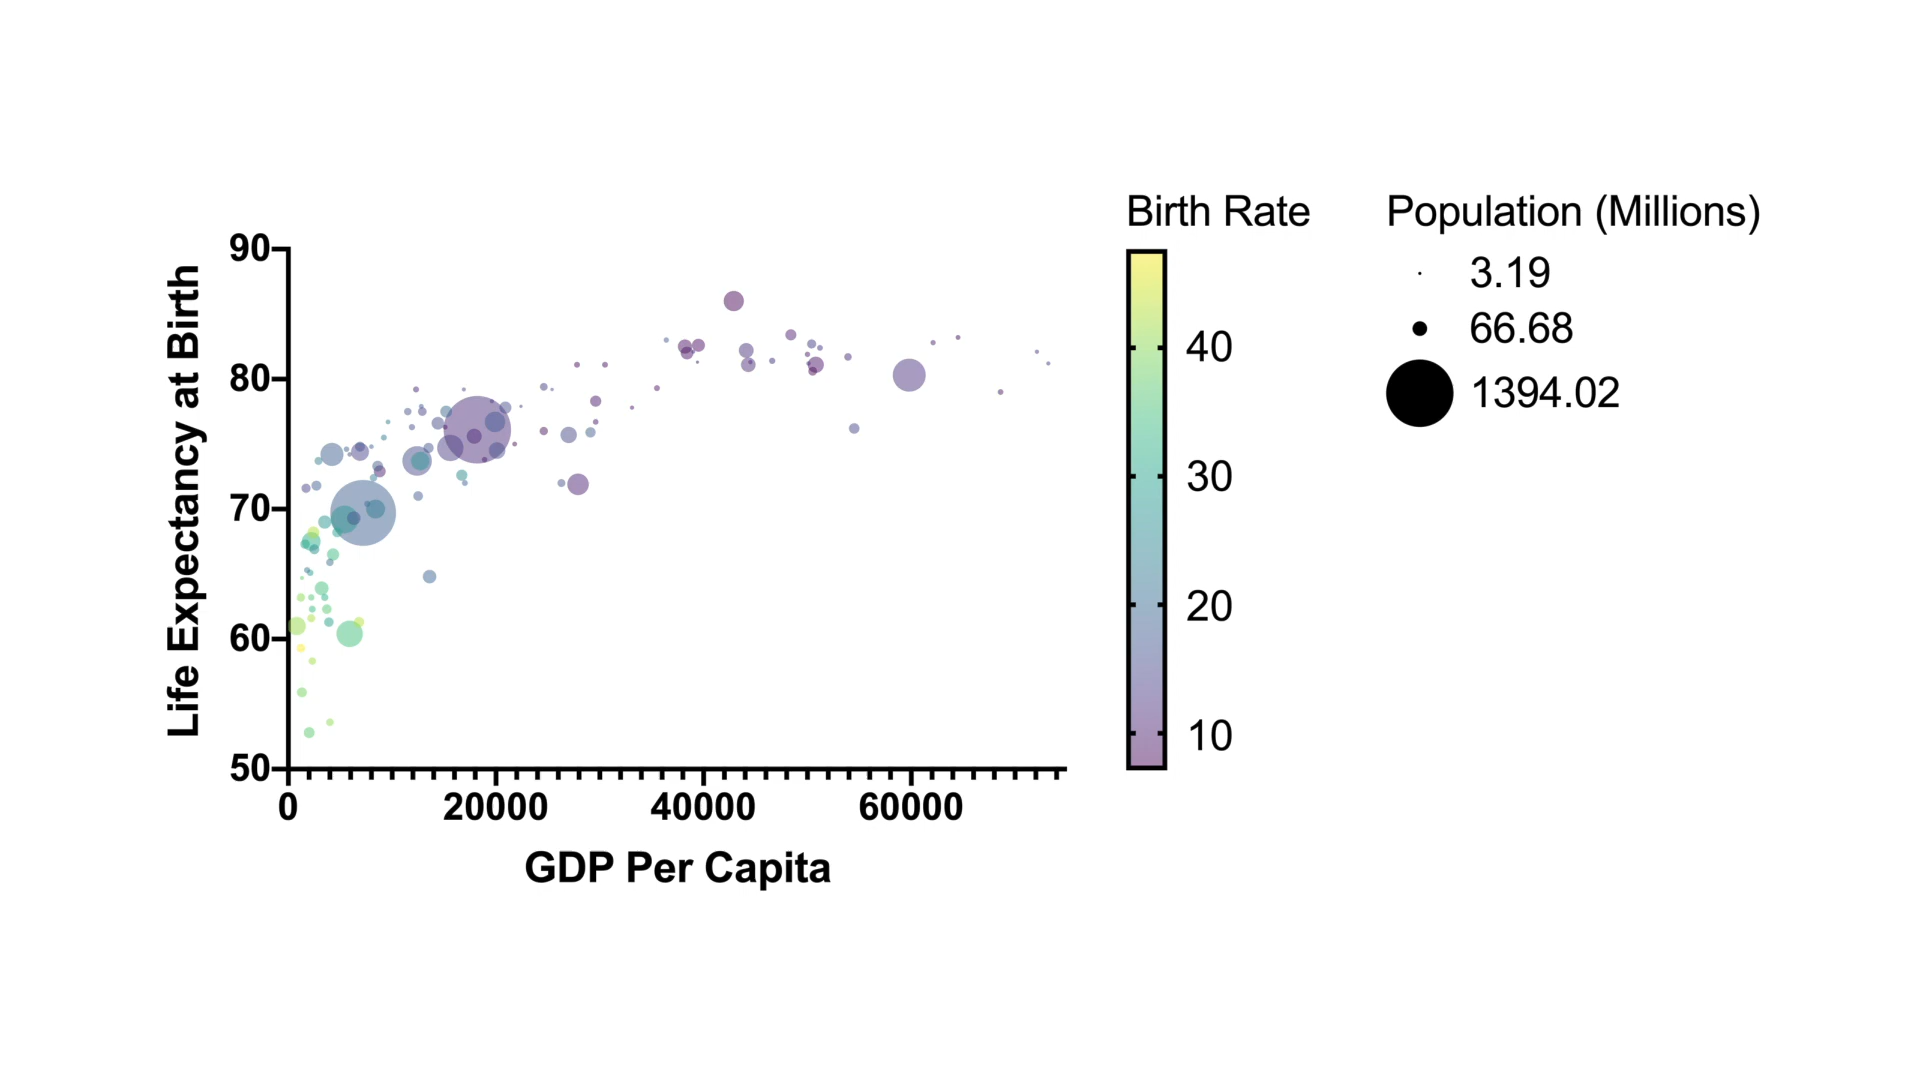 Birth Rate
Population (Millions)
90
80
70
60
50
Life Expectancy at Birth
0 20000 40000 60000
GDP Per Capita
40
30
20
10
3.19
66.68
1394.02